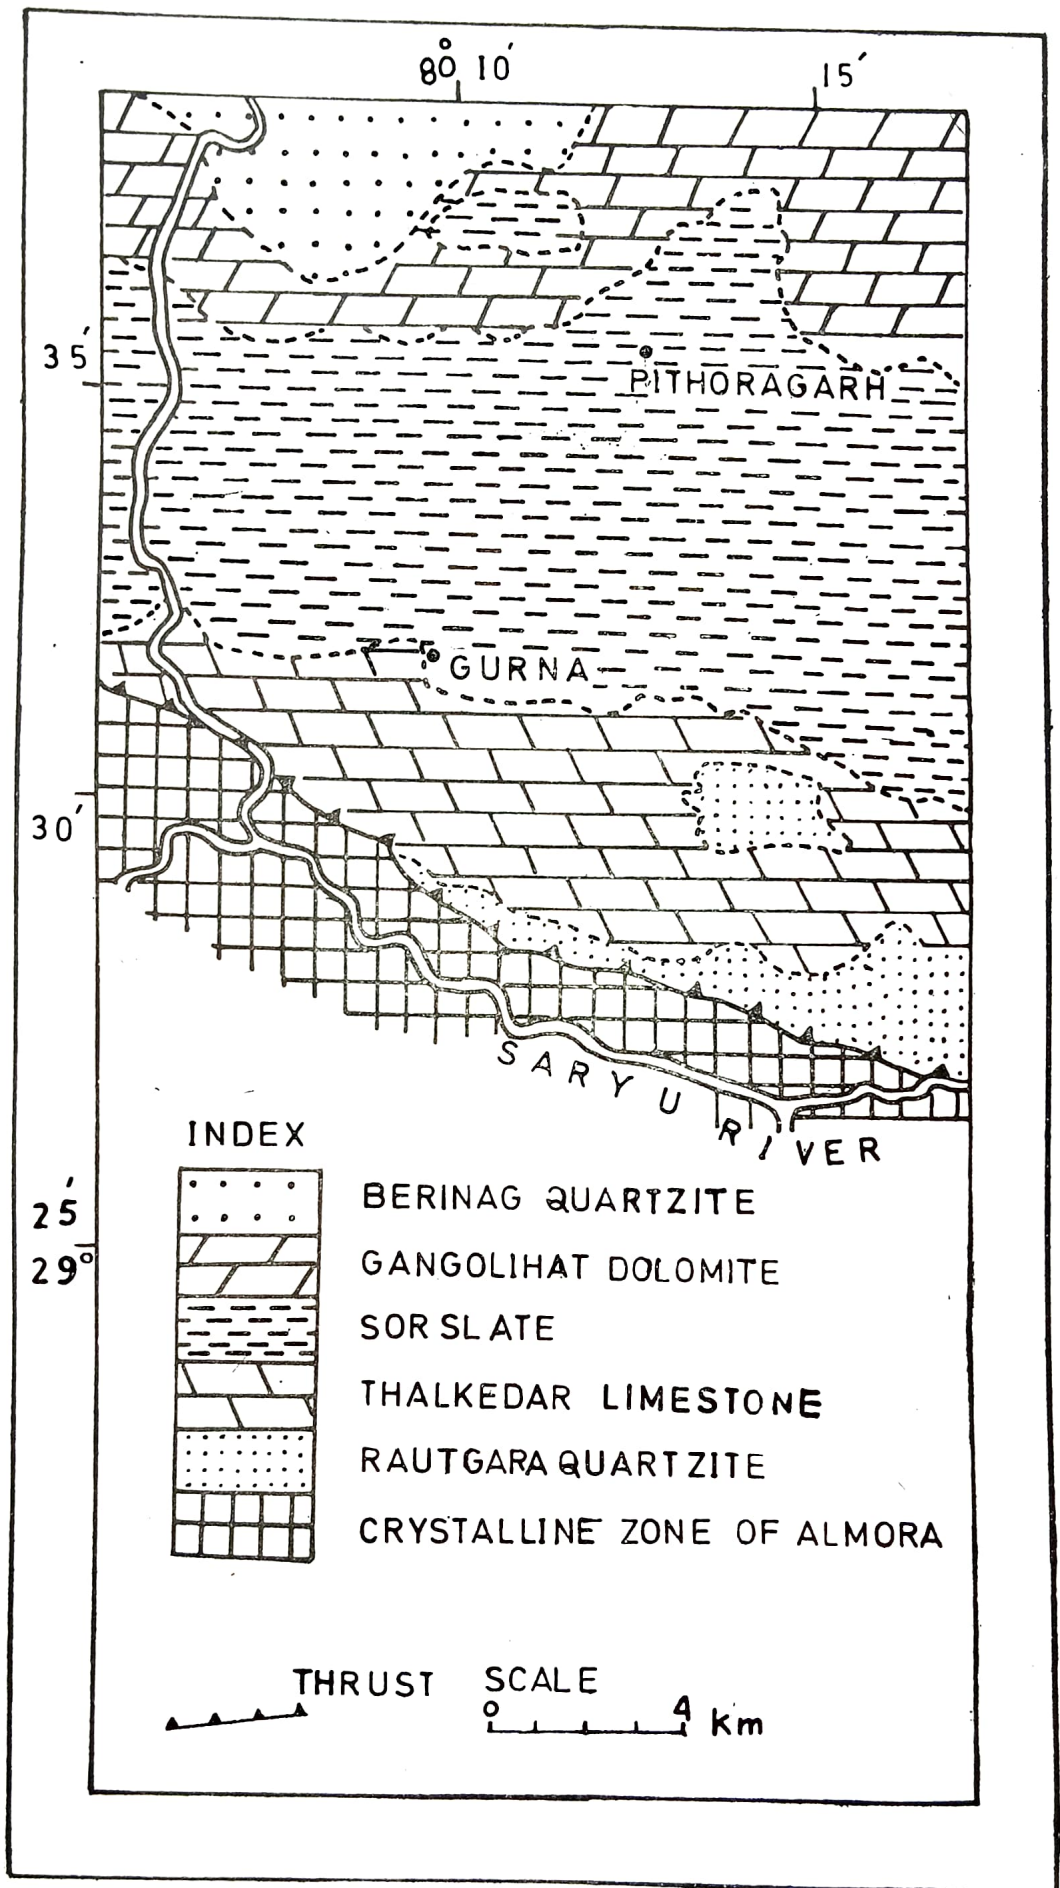 80° 10′ 15′
35′
PITHORAGARH
GURNA
30′
SARYU RIVER
INDEX
BERINAG QUARTZITE
25′
GANGOLIHAT DOLOMITE
29°
SOR SLATE
THALKEDAR LIMESTONE
RAUTGARA QUARTZITE
CRYSTALLINE ZONE OF ALMORA
THRUST SCALE
0 4 km